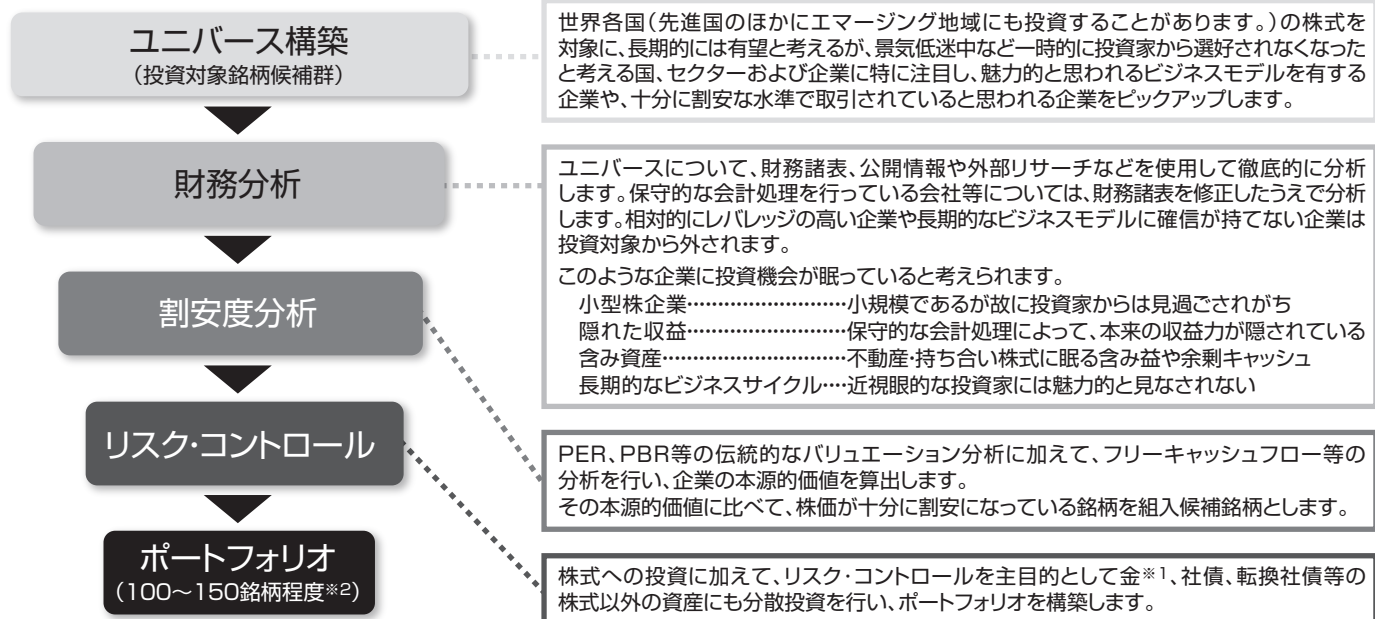 ユニバース構築
（投資対象銘柄候補群）
世界各国（先進国のほかにエマージング地域にも投資することがあります。）の株式を
対象に、長期的には有望と考えるが、景気低迷中など一時的に投資家から選好されなくなった
と考える国、セクターおよび企業に特に注目し、魅力的と思われるビジネスモデルを有する
企業や、十分に割安な水準で取引されていると思われる企業をピックアップします。
財務分析
ユニバースについて、財務諸表、公開情報や外部リサーチなどを使用して徹底的に分析
します。保守的な会計処理を行っている会社等については、財務諸表を修正したうえで分析
します。相対的にレバレッジの高い企業や長期的なビジネスモデルに確信が持てない企業は
投資対象から外されます。
このような企業に投資機会が眠っていると考えられます。
小型株企業………………………小規模であるが故に投資家からは見過ごされがち
隠れた収益………………………保守的な会計処理によって、本来の収益力が隠されている
含み資産…………………………不動産・持ち合い株式に眠る含み益や余剰キャッシュ
長期的なビジネスサイクル‥‥近視眼的な投資家には魅力的と見なされない
割安度分析
PER、PBR等の伝統的なバリュエーション分析に加えて、フリーキャッシュフロー等の
分析を行い、企業の本源的価値を算出します。
その本源的価値に比べて、株価が十分に割安になっている銘柄を組入候補銘柄とします。
リスク・コントロール
株式への投資に加えて、リスク・コントロールを主目的として金※1、社債、転換社債等の
株式以外の資産にも分散投資を行い、ポートフォリオを構築します。
ポートフォリオ
（100～150銘柄程度※2）